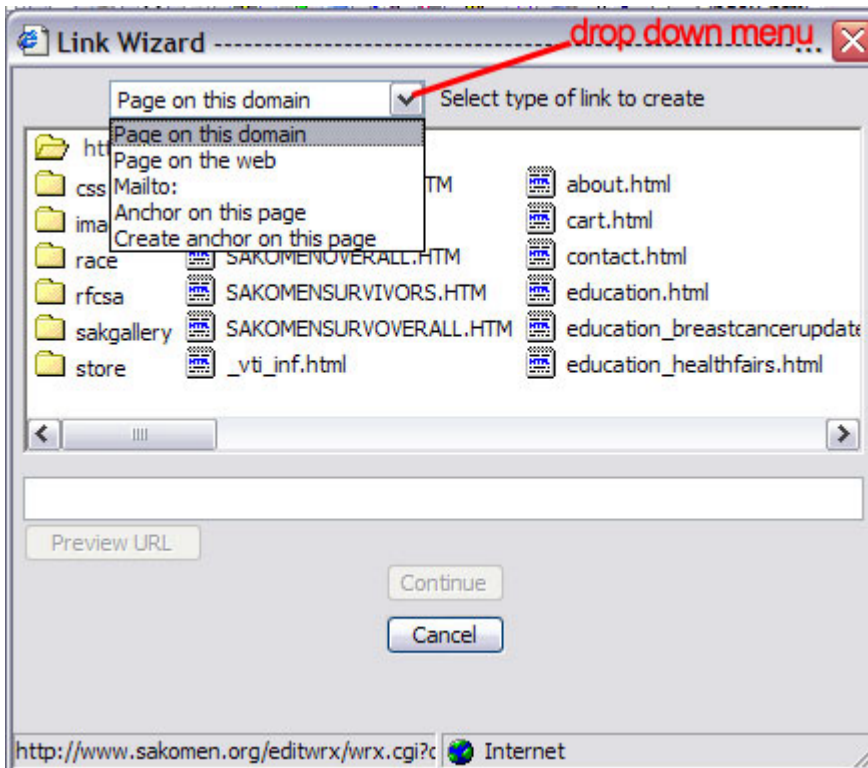 drop down menu
Link Wizard ------------------------------------------------...
Page on this domain
Select type of link to create
Page on this domain
Page on the web
Mailto:
Anchor on this page
Create anchor on this page
css
race
rfcsa
sakgallery
store
SAKOMENOVERALL.HTM
SAKOMENSURVIVORS.HTM
SAKOMENSURVOVERALL.HTM
_vti_inf.html
about.html
cart.html
contact.html
education.html
education_breastcancerupdate
education_healthfairs.html
Preview URL
Continue
Cancel
http://www.sakomen.org/editwrx/wrx.cgi?c
Internet